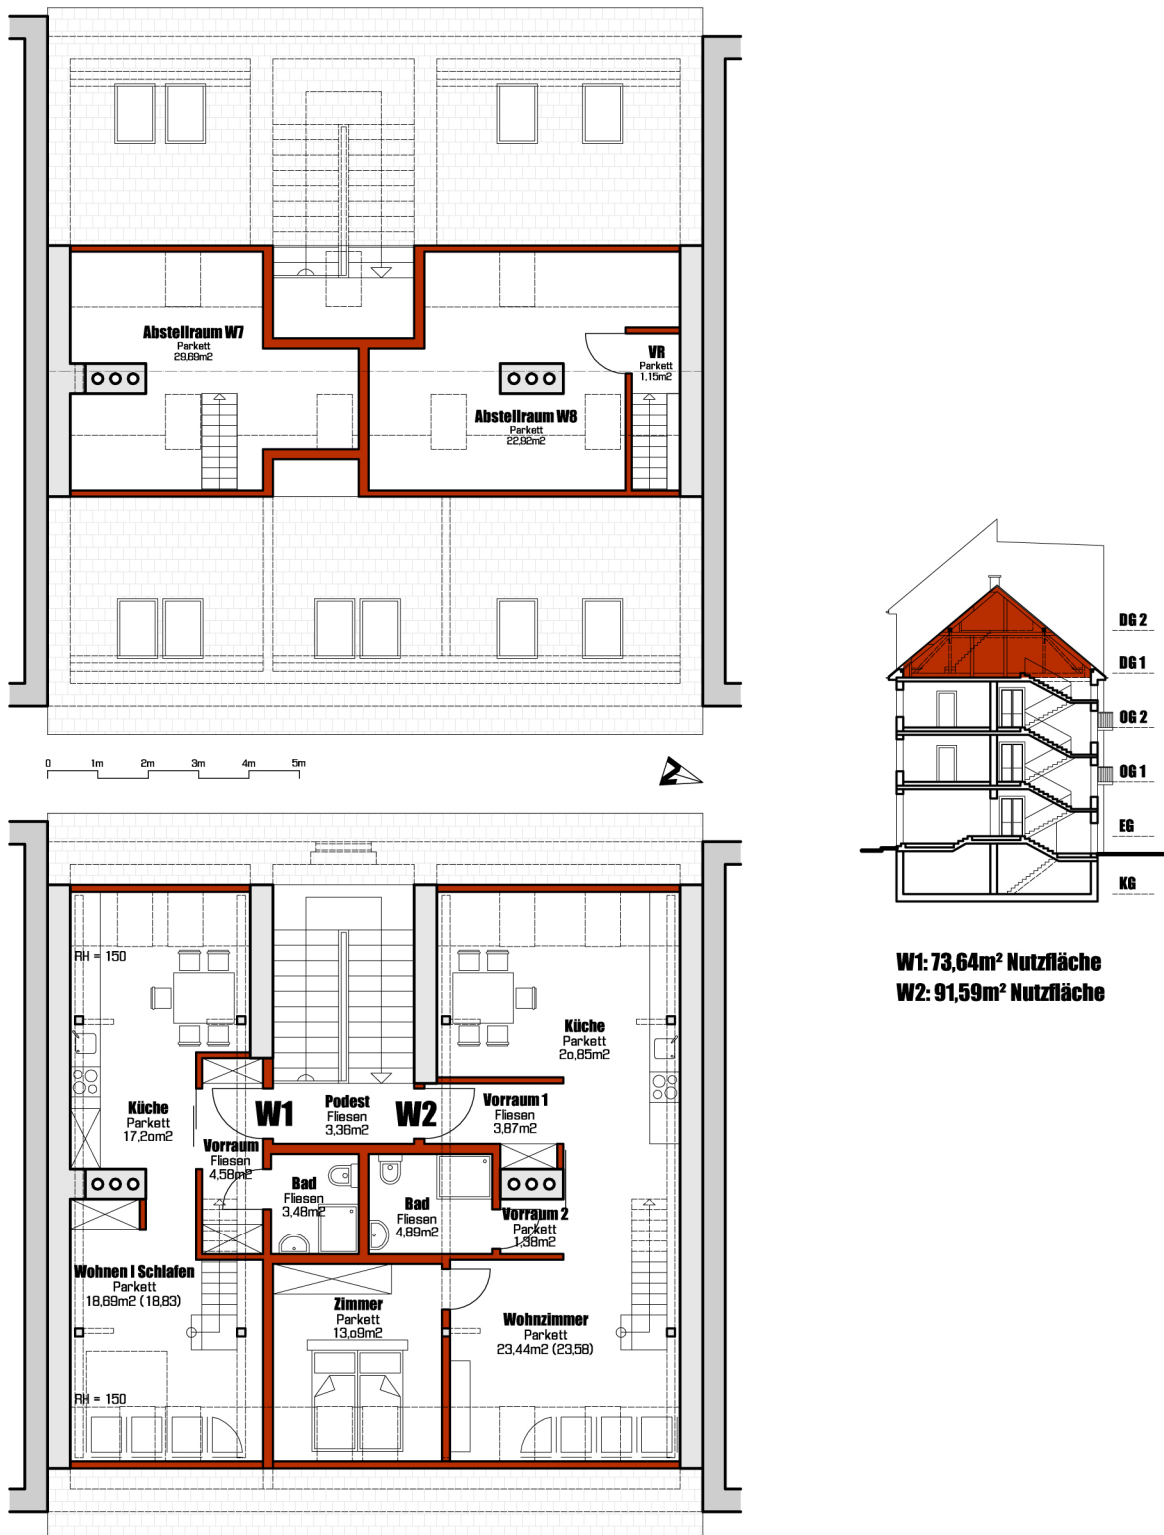 Abstellraum W7
Parkett
29,69m2
VR
Parkett
1,15m2
Abstellraum W8
Parkett
22,82m2
0 1m 2m 3m 4m 5m
DG 2
DG 1
OG 2
OG 1
EG
KG
W1: 73,64m² Nutzfläche
W2: 91,59m² Nutzfläche
RH = 150
Küche
Parkett
20,85m2
W1
Podest
Fliesen
3,36m2
W2
Vorraum 1
Fliesen
3,87m2
Küche
Parkett
17,20m2
Vorraum
Fliesen
4,58m2
Bad
Fliesen
3,48m2
Bad
Fliesen
4,89m2
Vorraum 2
Parkett
1,38m2
Wohnen I Schlafen
Parkett
18,69m2 (18,83)
Zimmer
Parkett
13,09m2
Wohnzimmer
Parkett
23,44m2 (23,58)
RH = 150